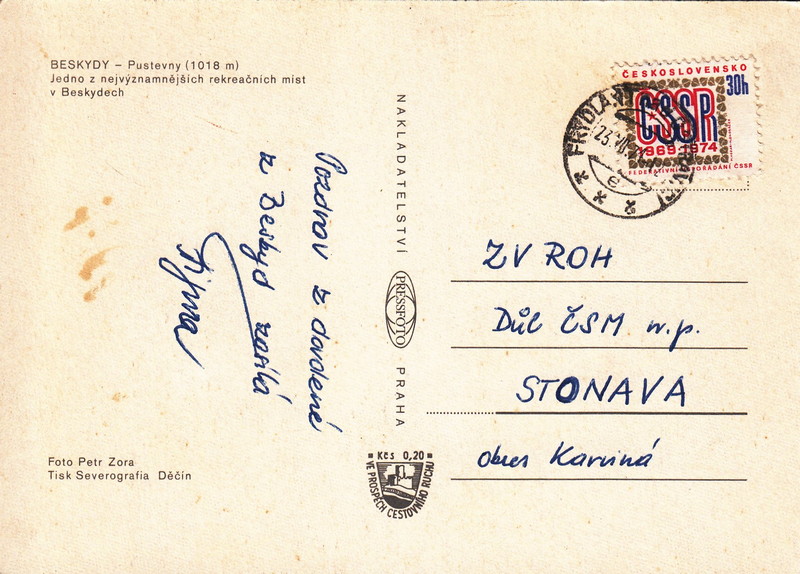 BESKYDY – Pustevny (1018 m)
Jedno z nejvýznamnějších rekreačních míst
v Beskydech
Pozdrav z dovolené
z Beskyd zasílá
NAKLADATELSTVÍ PRESSFOTO PRAHA
ČESKOSLOVENSKO
30h
ČSSR
1969-1974
FEDERATIVNÍ USPOŘÁDÁNÍ ČSSR
FRÝDLANT
ZV ROH
Důl ČSM n.p.
STONAVA
okres Karviná
Foto Petr Zora
Tisk Severografia Děčín
Kčs 0,20
VE PROSPĚCH CESTOVNÍHO RUCHU